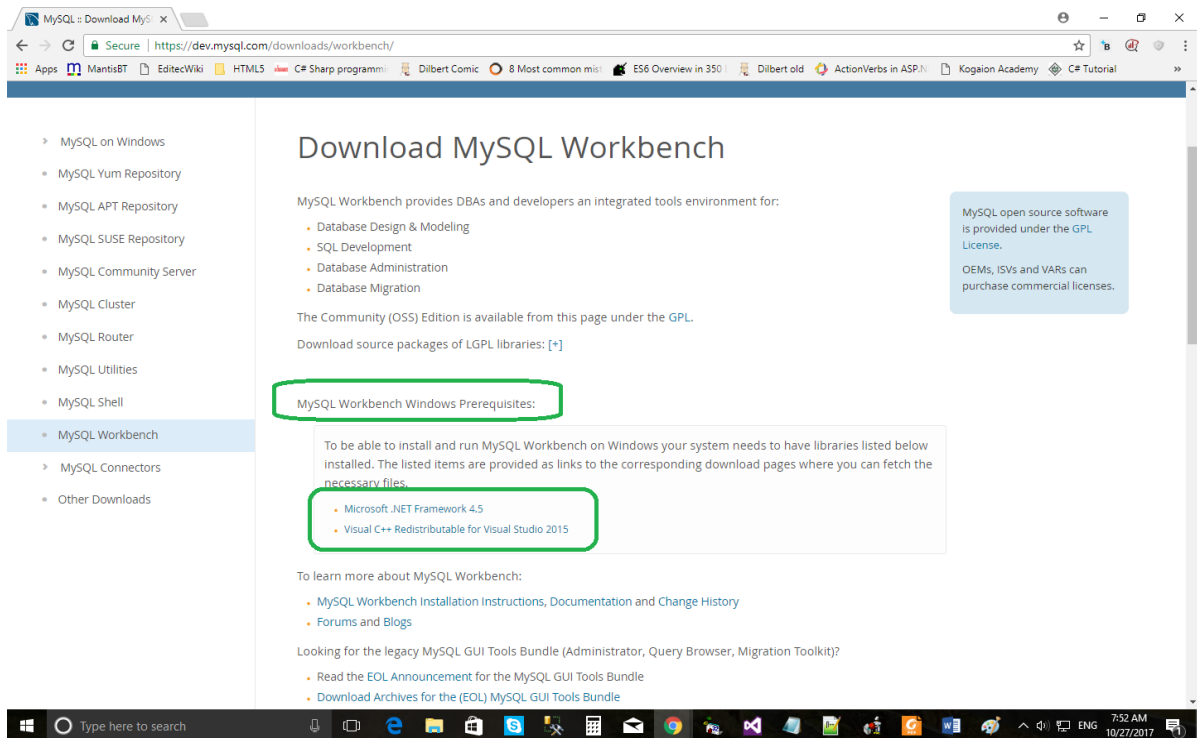 MySQL :: Download MyS
Secure | https://dev.mysql.com/downloads/workbench/
Apps MantisBT EditecWiki HTML5 C# Sharp programmi Dilbert Comic 8 Most common mist ES6 Overview in 350 Dilbert old ActionVerbs in ASP.N Kogaion Academy C# Tutorial »
MySQL on Windows
MySQL Yum Repository
MySQL APT Repository
MySQL SUSE Repository
MySQL Community Server
MySQL Cluster
MySQL Router
MySQL Utilities
MySQL Shell
MySQL Workbench
MySQL Connectors
Other Downloads
Download MySQL Workbench
MySQL Workbench provides DBAs and developers an integrated tools environment for:
Database Design & Modeling
SQL Development
Database Administration
Database Migration
The Community (OSS) Edition is available from this page under the GPL.
Download source packages of LGPL libraries: [+]
MySQL Workbench Windows Prerequisites:
To be able to install and run MySQL Workbench on Windows your system needs to have libraries listed below
installed. The listed items are provided as links to the corresponding download pages where you can fetch the
necessary files.
Microsoft .NET Framework 4.5
Visual C++ Redistributable for Visual Studio 2015
To learn more about MySQL Workbench:
MySQL Workbench Installation Instructions, Documentation and Change History
Forums and Blogs
Looking for the legacy MySQL GUI Tools Bundle (Administrator, Query Browser, Migration Toolkit)?
Read the EOL Announcement for the MySQL GUI Tools Bundle
Download Archives for the (EOL) MySQL GUI Tools Bundle
MySQL open source software
is provided under the GPL
License.
OEMs, ISVs and VARs can
purchase commercial licenses.
Type here to search
ENG
7:52 AM
10/27/2017